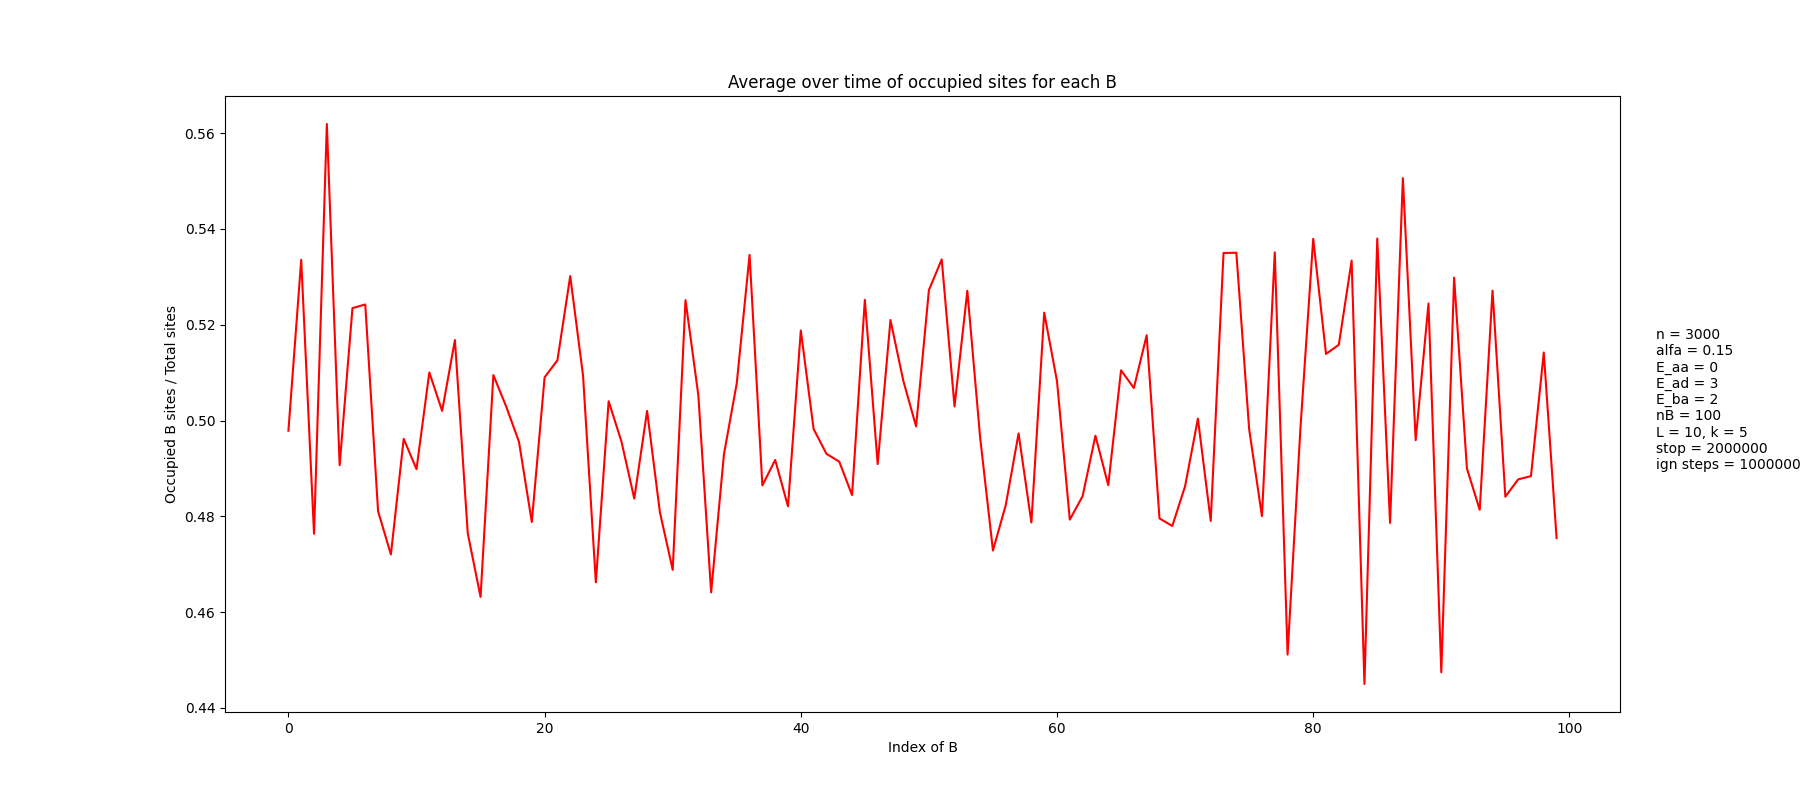 Average over time of occupied sites for each B
0.56
0.54
0.52
0.50
0.48
0.46
0.44
Occupied B sites / Total sites
0
20
40
60
80
100
Index of B
n = 3000
alfa = 0.15
E_aa = 0
E_ad = 3
E_ba = 2
nB = 100
L = 10, k = 5
stop = 2000000
ign steps = 1000000